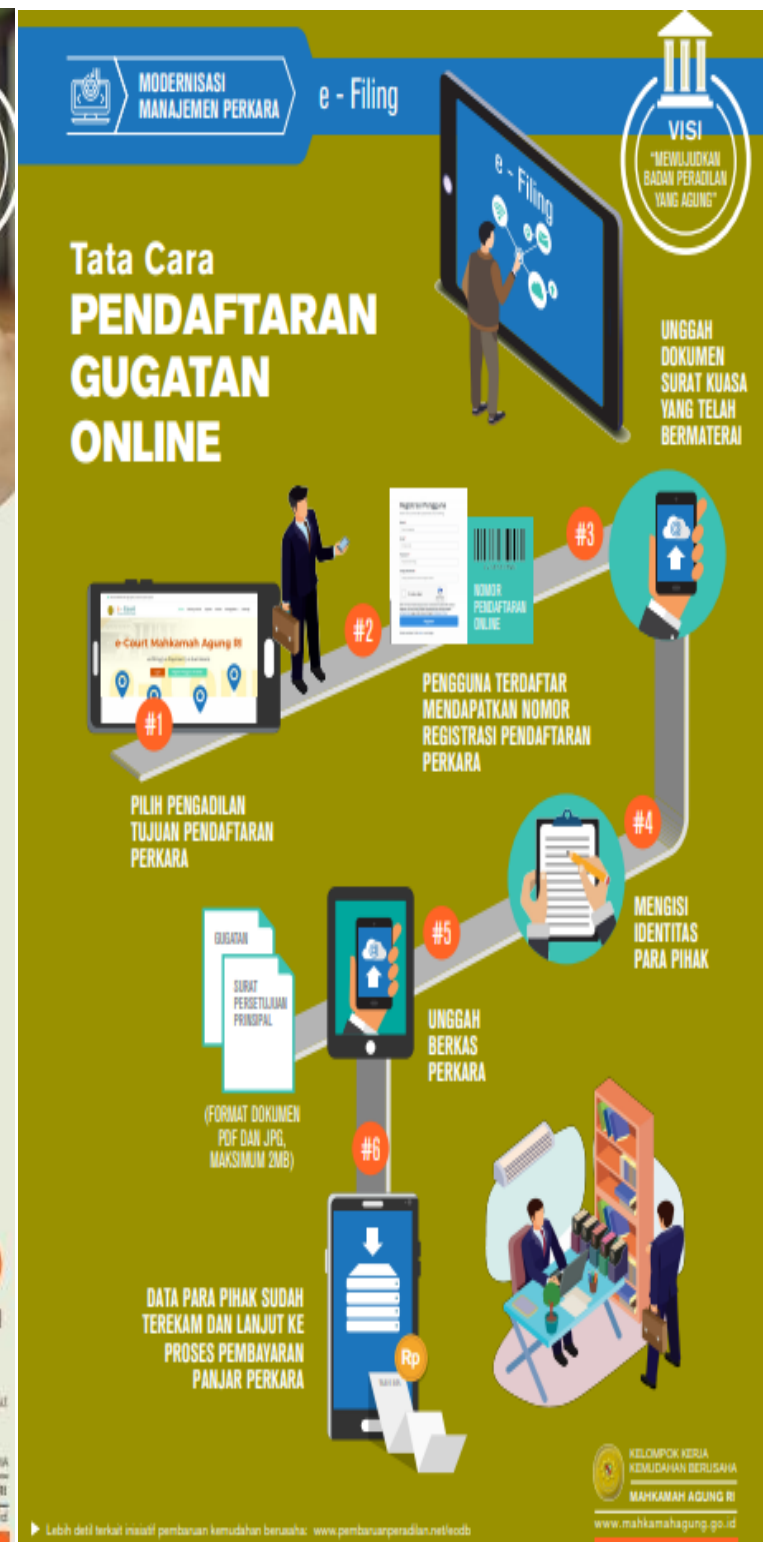 MODERNISASI
MANAJEMEN PERKARA
e - Filing
VISI
"MEWUJUDKAN
BADAN PERADILAN
YANG AGUNG"
e - Filing
Tata Cara
PENDAFTARAN
GUGATAN
ONLINE
UNGGAH
DOKUMEN
SURAT KUASA
YANG TELAH
BERMATERAI
#3
Registrasi Pengguna
NOMOR
PENDAFTARAN
ONLINE
#2
e-Court Mahkamah Agung RI
#1
PENGGUNA TERDAFTAR
MENDAPATKAN NOMOR
REGISTRASI PENDAFTARAN
PERKARA
PILIH PENGADILAN
TUJUAN PENDAFTARAN
PERKARA
#4
MENGISI
IDENTITAS
PARA PIHAK
#5
GUGATAN
SURAT
PERSETUJUAN
PRINSIPAL
UNGGAH
BERKAS
PERKARA
(FORMAT DOKUMEN
PDF DAN JPG,
MAKSIMUM 2MB)
#6
DATA PARA PIHAK SUDAH
TEREKAM DAN LANJUT KE
PROSES PEMBAYARAN
PANJAR PERKARA
Rp
KELOMPOK KERJA
KEMUDAHAN BERUSAHA
MAHKAMAH AGUNG RI
www.mahkamahagung.go.id
Lebih detil terkait inisiatif pembaruan kemudahan berusaha: www.pembaruanperadilan.net/eodb